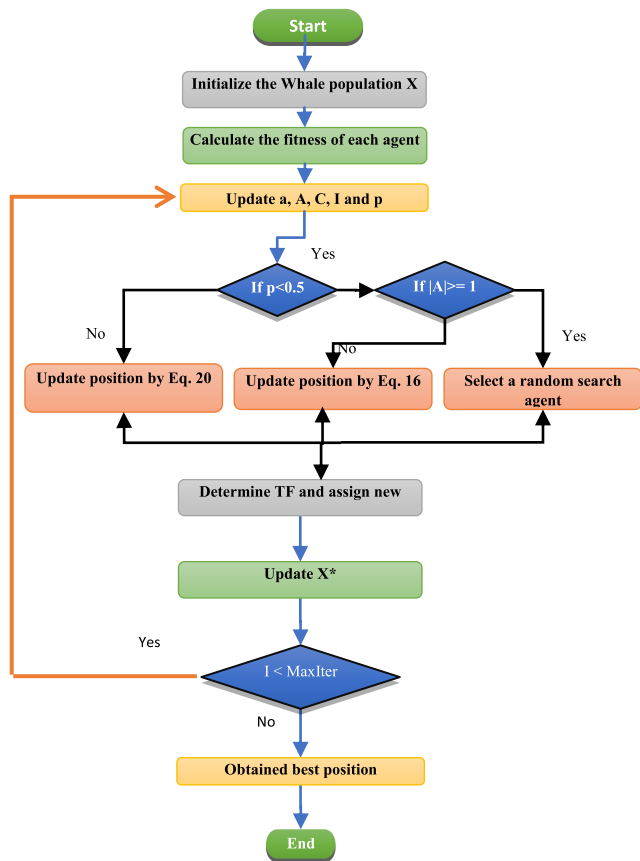 Start
Initialize the Whale population X
Calculate the fitness of each agent
Update a, A, C, I and p
Yes
If p<0.5
If |A|>= 1
No
No
Yes
Update position by Eq. 20
Update position by Eq. 16
Select a random search
agent
Determine TF and assign new
Update X*
Yes
I < MaxIter
No
Obtained best position
End